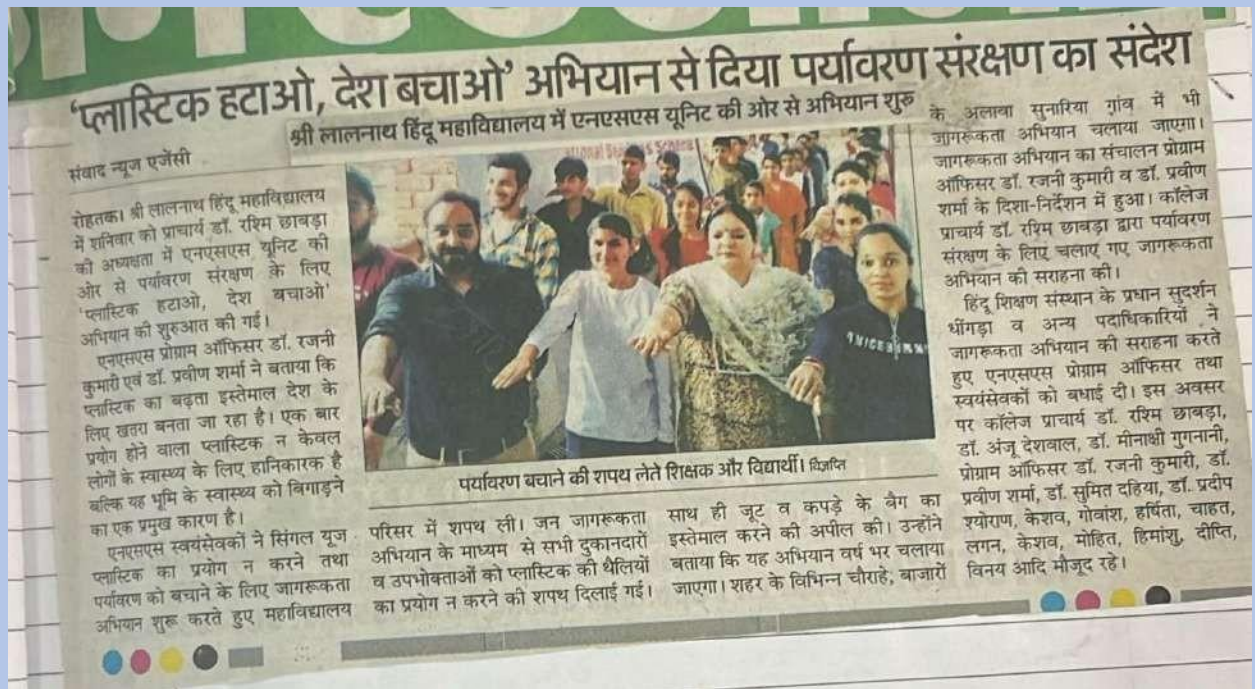 'प्लास्टिक हटाओ, देश बचाओ' अभियान से दिया पर्यावरण संरक्षण का संदेश
श्री लालनाथ हिंदू महाविद्यालय में एनएसएस यूनिट की ओर से अभियान शुरू
संवाद न्यूज एजेंसी
रोहतक। श्री लालनाथ हिंदू महाविद्यालय
में शनिवार को प्राचार्य डॉ. रश्मि छाबड़ा
की अध्यक्षता में एनएसएस यूनिट की
ओर से पर्यावरण संरक्षण के लिए
'प्लास्टिक हटाओ, देश बचाओ'
अभियान की शुरुआत की गई।
एनएसएस प्रोग्राम ऑफिसर डॉ. रजनी
कुमारी एवं डॉ. प्रवीण शर्मा ने बताया कि
प्लास्टिक का बढ़ता इस्तेमाल देश के
लिए खतरा बनता जा रहा है। एक बार
प्रयोग होने वाला प्लास्टिक न केवल
लोगों के स्वास्थ्य के लिए हानिकारक है
बल्कि यह भूमि के स्वास्थ्य को बिगाड़ने
का एक प्रमुख कारण है।
एनएसएस स्वयंसेवकों ने सिंगल यूज
प्लास्टिक का प्रयोग न करने तथा
पर्यावरण को बचाने के लिए जागरूकता
अभियान शुरू करते हुए महाविद्यालय
पर्यावरण बचाने की शपथ लेते शिक्षक और विद्यार्थी। विज्ञप्ति
परिसर में शपथ ली। जन जागरूकता
अभियान के माध्यम से सभी दुकानदारों
व उपभोक्ताओं को प्लास्टिक की थैलियों
का प्रयोग न करने की शपथ दिलाई गई।
साथ ही जूट व कपड़े के बैग का
इस्तेमाल करने की अपील की। उन्होंने
बताया कि यह अभियान वर्ष भर चलाया
जाएगा। शहर के विभिन्न चौराहे, बाजारों
के अलावा सुनारिया गांव में भी
जागरूकता अभियान चलाया जाएगा।
जागरूकता अभियान का संचालन प्रोग्राम
ऑफिसर डॉ. रजनी कुमारी व डॉ. प्रवीण
शर्मा के दिशा-निर्देशन में हुआ। कॉलेज
प्राचार्य डॉ. रश्मि छाबड़ा द्वारा पर्यावरण
संरक्षण के लिए चलाए गए जागरूकता
अभियान की सराहना की।
हिंदू शिक्षण संस्थान के प्रधान सुदर्शन
धींगड़ा व अन्य पदाधिकारियों ने
जागरूकता अभियान की सराहना करते
हुए एनएसएस प्रोग्राम ऑफिसर तथा
स्वयंसेवकों को बधाई दी। इस अवसर
पर कॉलेज प्राचार्य डॉ. रश्मि छाबड़ा,
डॉ. अंजू देशवाल, डॉ. मीनाक्षी गुगनानी,
प्रोग्राम ऑफिसर डॉ. रजनी कुमारी, डॉ.
प्रवीण शर्मा, डॉ. सुमित दहिया, डॉ. प्रदीप
श्योराण, केशव, गोवांश, हर्षिता, चाहत,
लगन, केशव, मोहित, हिमांशु, दीप्ति,
विनय आदि मौजूद रहे।